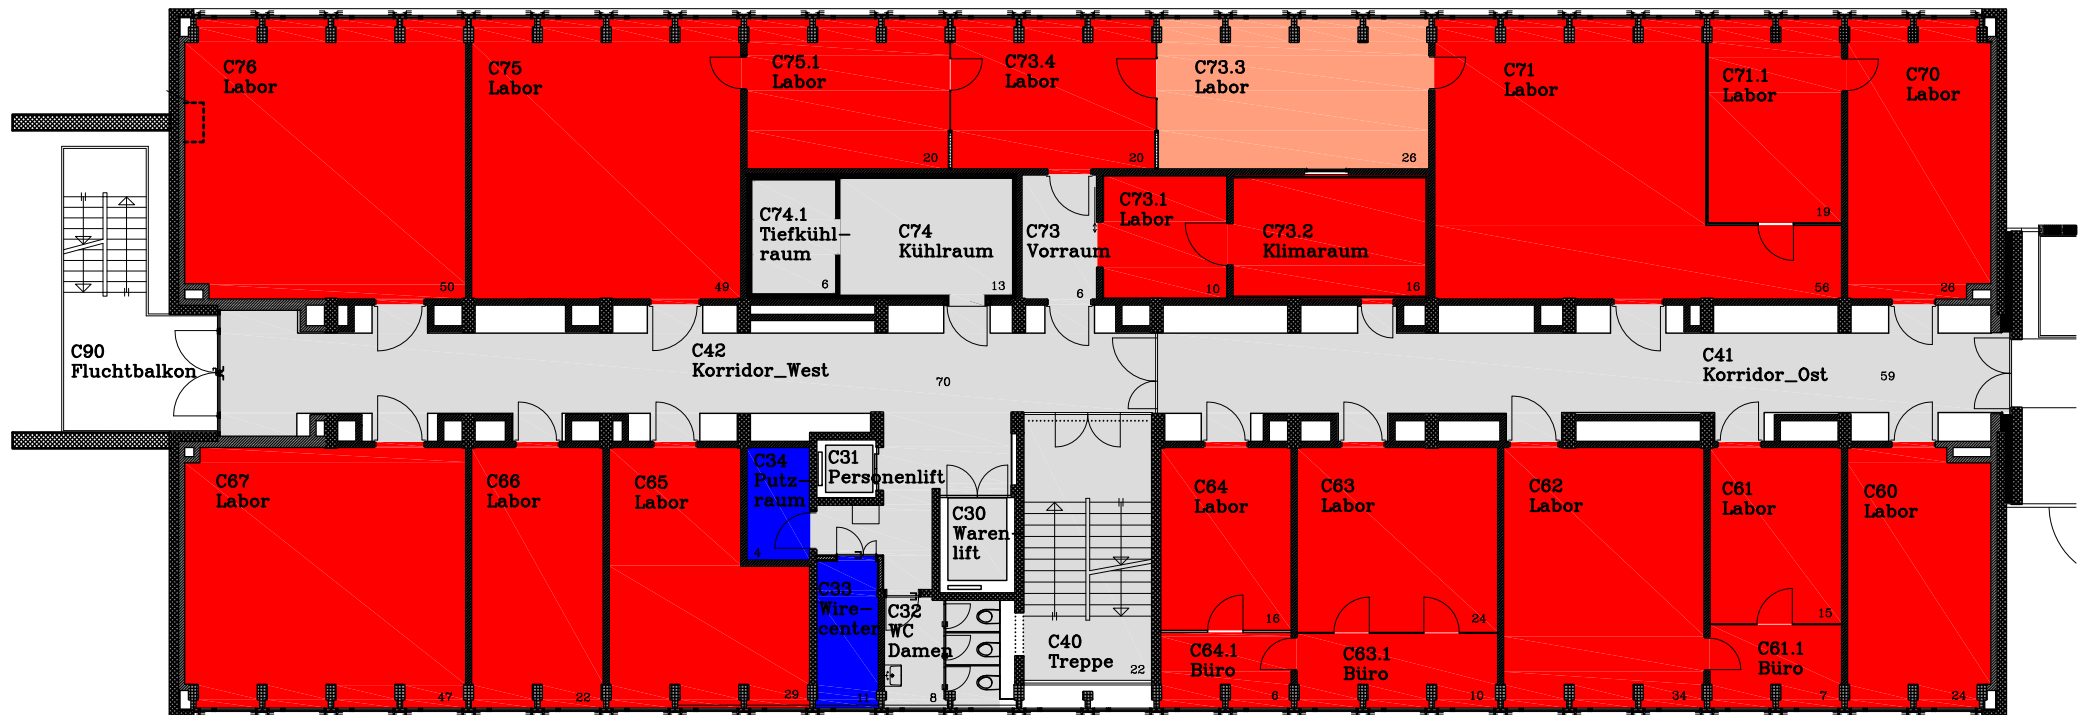 C76
Labor
50
C75
Labor
49
C75.1
Labor
20
C73.4
Labor
20
C73.3
Labor
26
C71
Labor
56
C71.1
Labor
19
C70
Labor
26
C74.1
Tiefkühl-
raum
6
C74
Kühlraum
13
C73
Vorraum
6
C73.1
Labor
10
C73.2
Klimaraum
16
C90
Fluchtbalkon
C42
Korridor_West
70
C41
Korridor_Ost
59
C67
Labor
47
C66
Labor
22
C65
Labor
29
C34
Putz-
raum
4
C31
Personenlift
C33
Wire-
center
11
C32
WC
Damen
8
C30
Waren-
lift
C40
Treppe
22
C64
Labor
16
C64.1
Büro
6
C63
Labor
24
C63.1
Büro
10
C62
Labor
34
C61
Labor
15
C61.1
Büro
7
C60
Labor
24